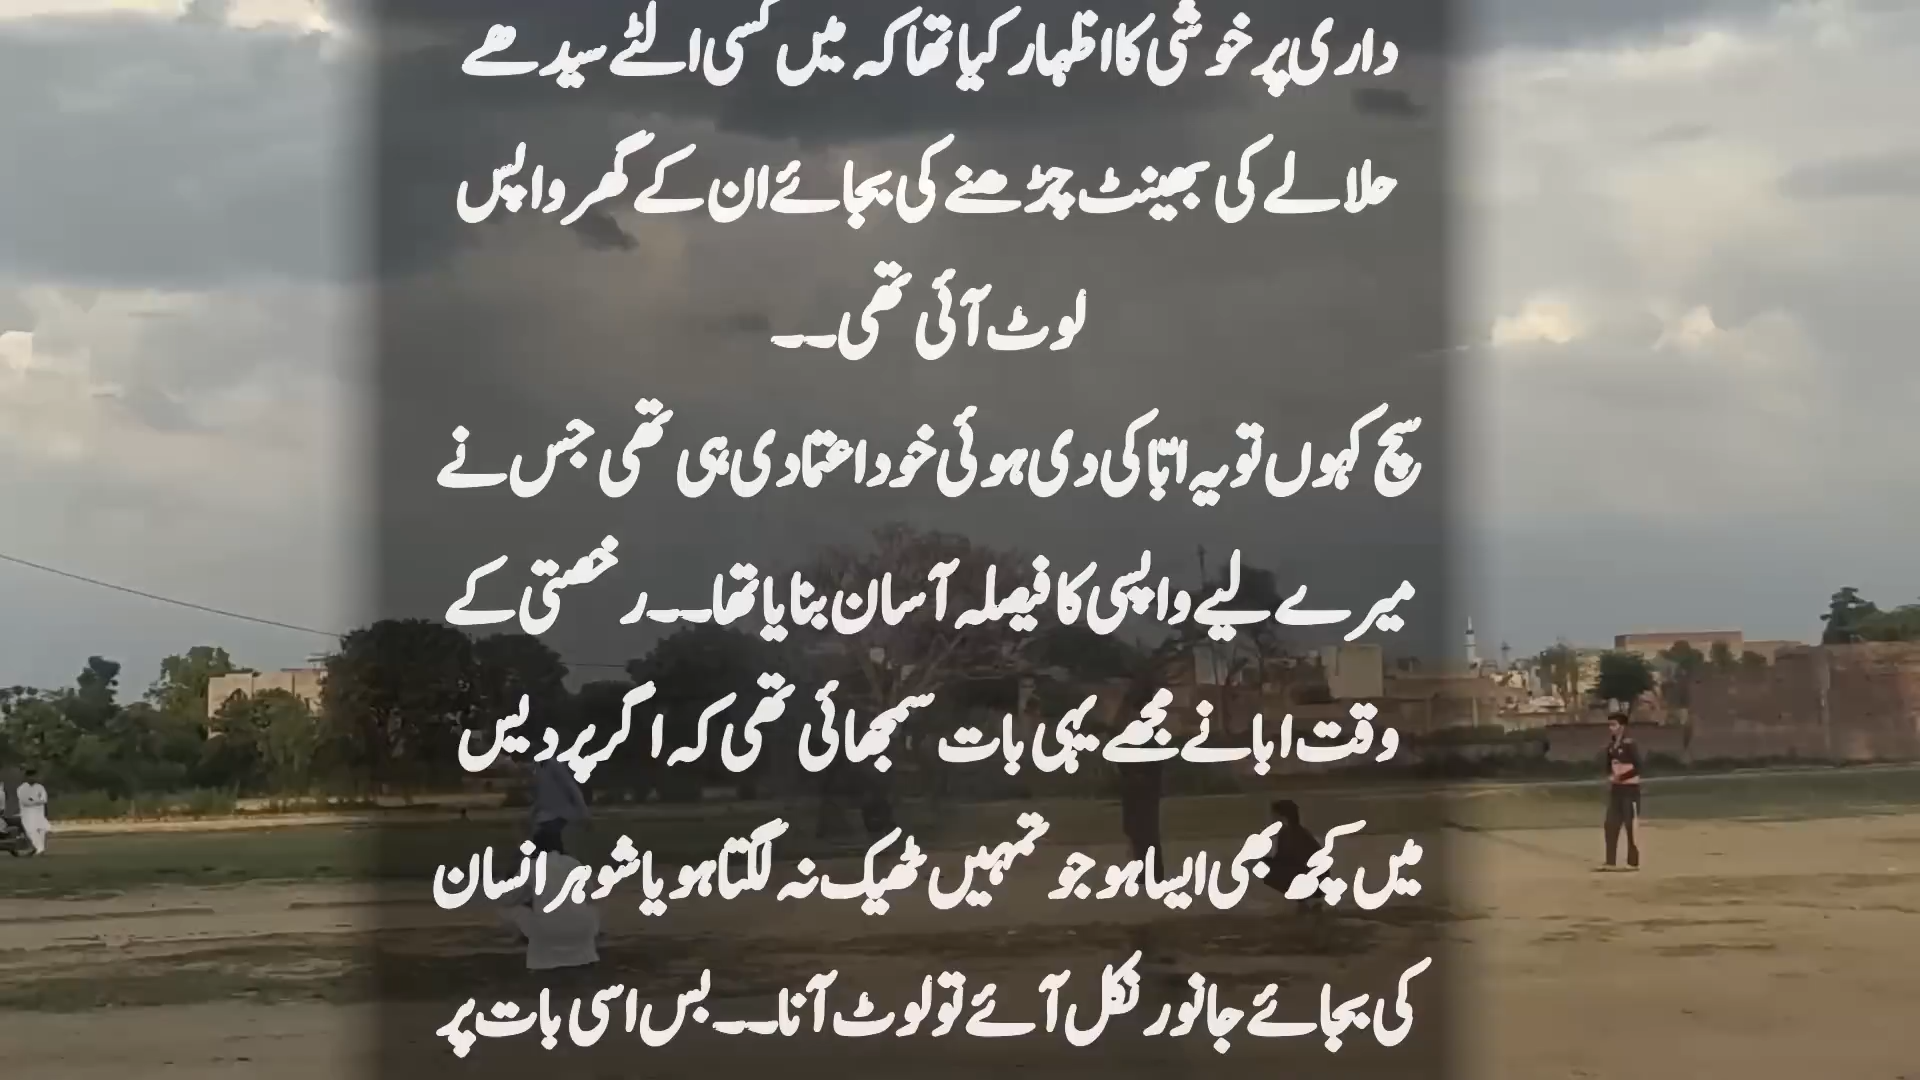 داری پر خوشی کا اظہار کیا تھا کہ میں کسی الٹے سیدھے
حلالے کی بھینٹ چڑھنے کی بجائے ان کے گھر واپس
لوٹ آئی تھی۔۔
سچ کہوں تو یہ ابّا کی دی ہوئی خود اعتمادی ہی تھی جس نے
میرے لیے واپسی کا فیصلہ آسان بنایا تھا۔۔ رخصتی کے
وقت ابا نے مجھے یہی بات سمجھائی تھی کہ اگر پردیس
میں کچھ بھی ایسا ہو جو تمہیں ٹھیک نہ لگتا ہو یا شوہر انسان
کی بجائے جانور نکل آئے تو لوٹ آنا۔۔ بس اسی بات پر